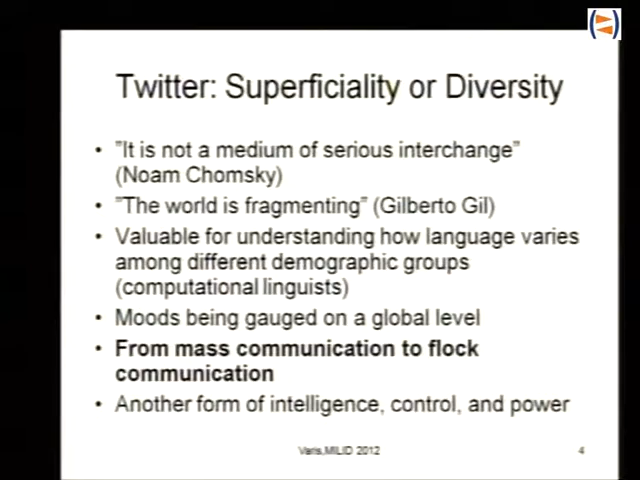 Twitter: Superficiality or Diversity
• "It is not a medium of serious interchange"
(Noam Chomsky)
• "The world is fragmenting" (Gilberto Gil)
• Valuable for understanding how language varies
among different demographic groups
(computational linguists)
• Moods being gauged on a global level
• From mass communication to flock
communication
• Another form of intelligence, control, and power
Varis,MILID 2012
4